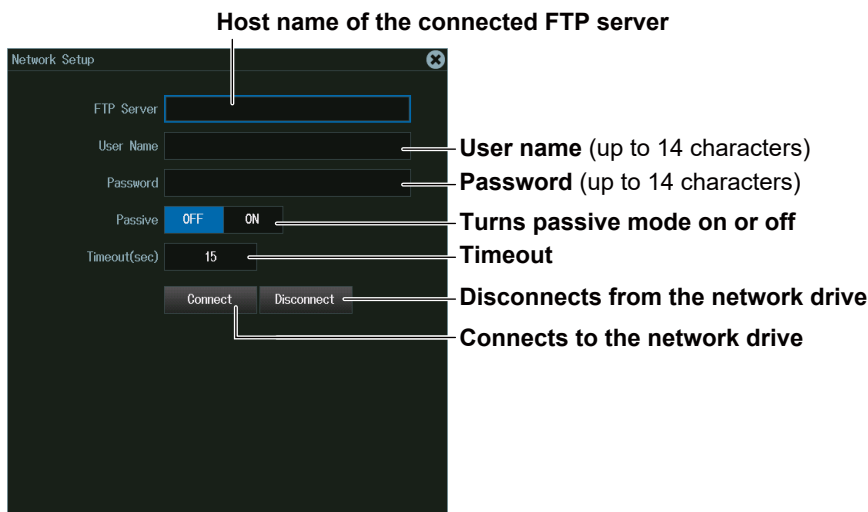 Host name of the connected FTP server
Network Setup
FTP Server
User Name
User name (up to 14 characters)
Password
Password (up to 14 characters)
Passive OFF ON
Turns passive mode on or off
Timeout(sec) 15
Timeout
Connect Disconnect
Disconnects from the network drive
Connects to the network drive